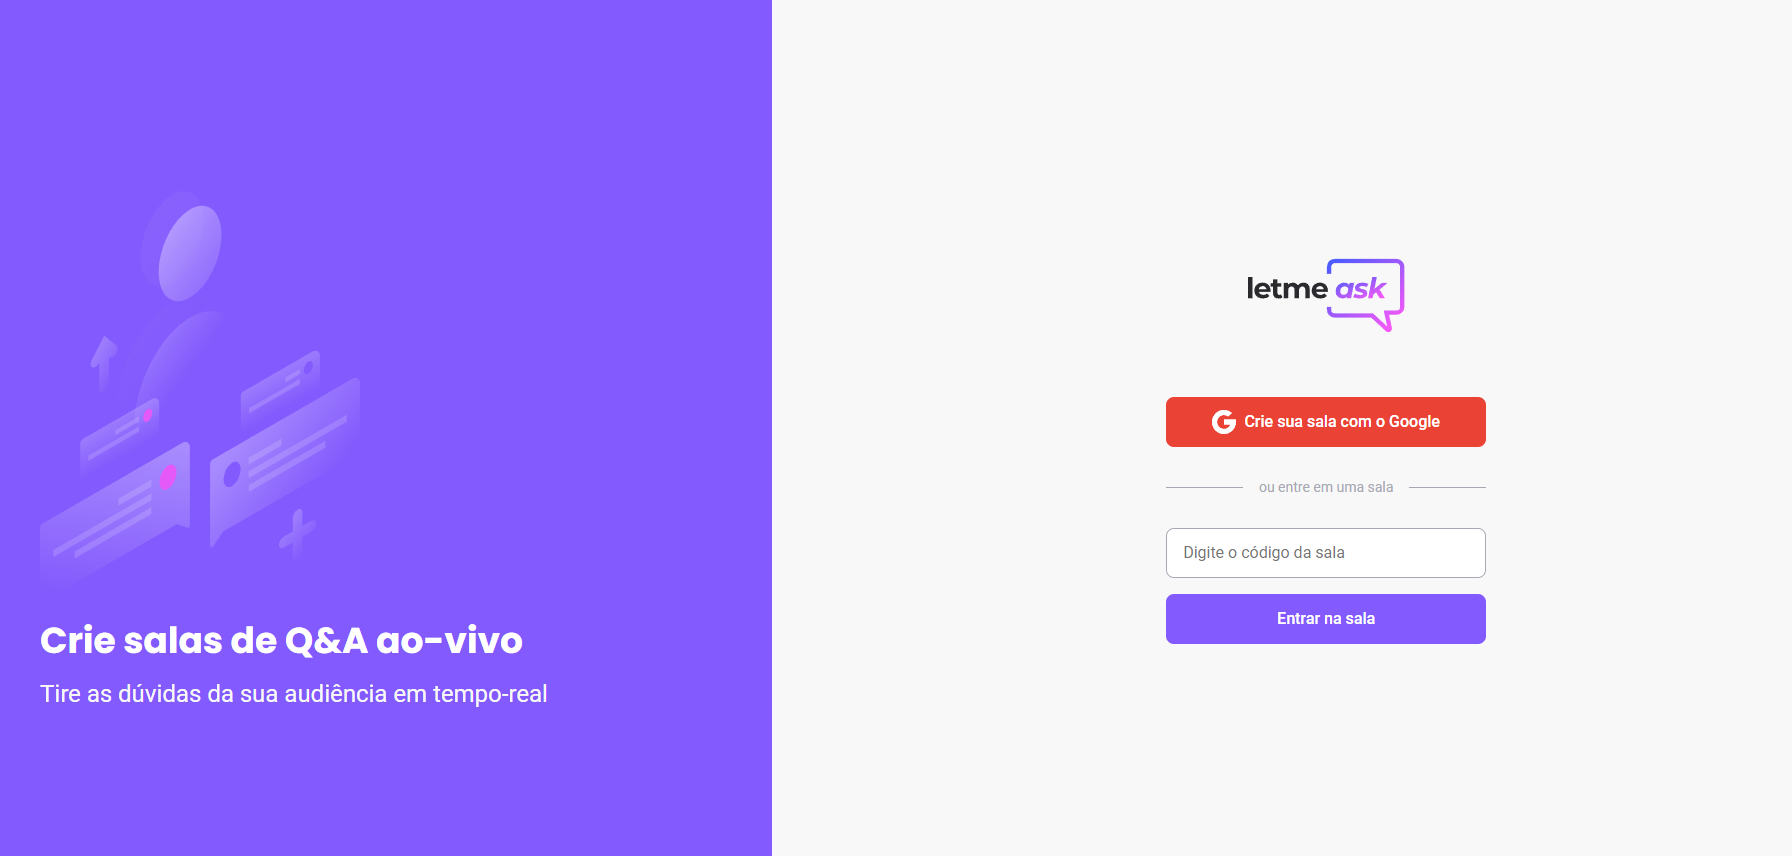 Crie salas de Q&A ao-vivo
Tire as dúvidas da sua audiência em tempo-real
letme ask
Crie sua sala com o Google
ou entre em uma sala
Digite o código da sala
Entrar na sala